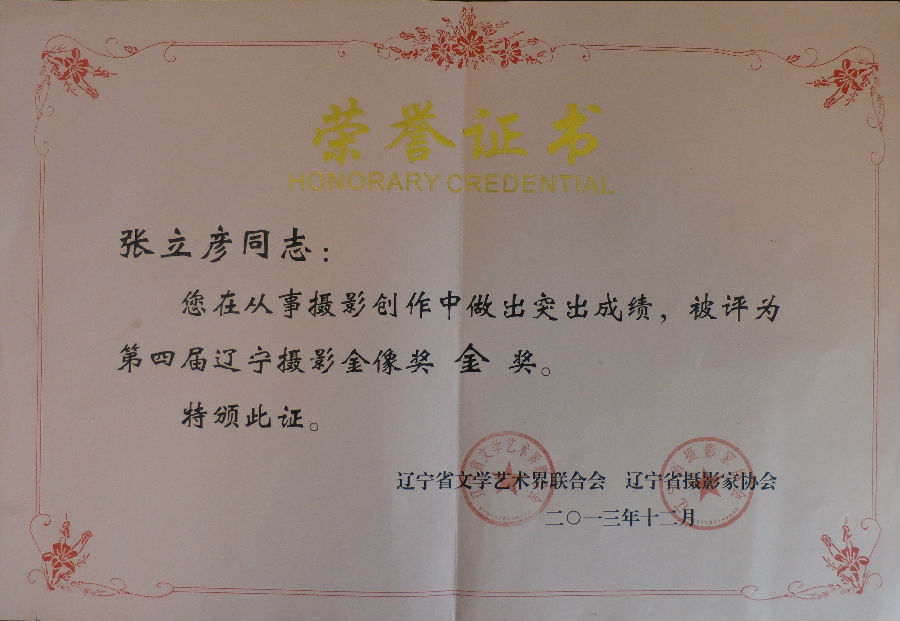 荣誉证书
HONORARY CREDENTIAL
张立彦同志：
您在从事摄影创作中做出突出成绩，被评为
第四届辽宁摄影金像奖 金 奖。
特颁此证。
辽宁省文学艺术界联合会 辽宁省摄影家协会
二〇一三年十二月